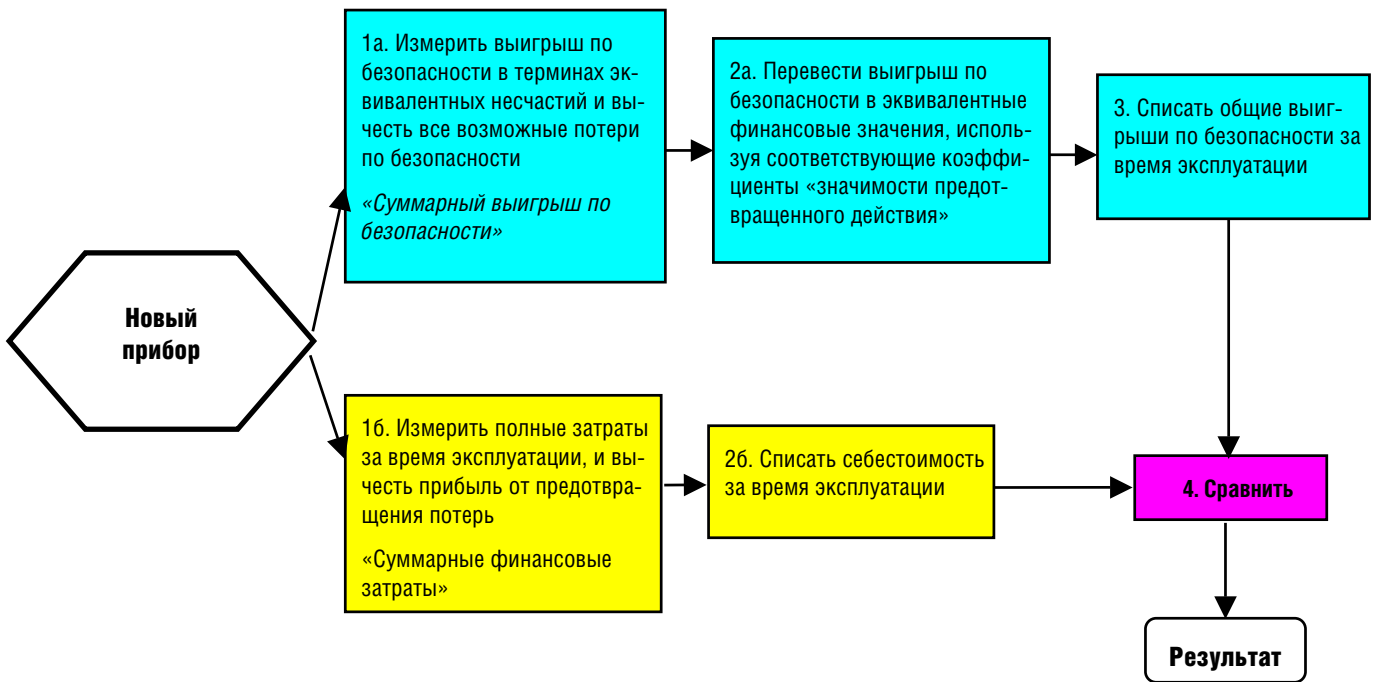 1а. Измерить выигрыш по
безопасности в терминах эк-
вивалентных несчастий и вы-
честь все возможные потери
по безопасности
«Суммарный выигрыш по
безопасности»
2а. Перевести выигрыш по
безопасности в эквивалентные
финансовые значения, исполь-
зуя соответствующие коэффи-
циенты «значимости предот-
вращенного действия»
3. Списать общие выиг-
рыши по безопасности за
время эксплуатации
Новый
прибор
1б. Измерить полные затраты
за время эксплуатации, и вы-
честь прибыль от предотвра-
щения потерь
«Суммарные финансовые
затраты»
2б. Списать себестоимость
за время эксплуатации
4. Сравнить
Результат